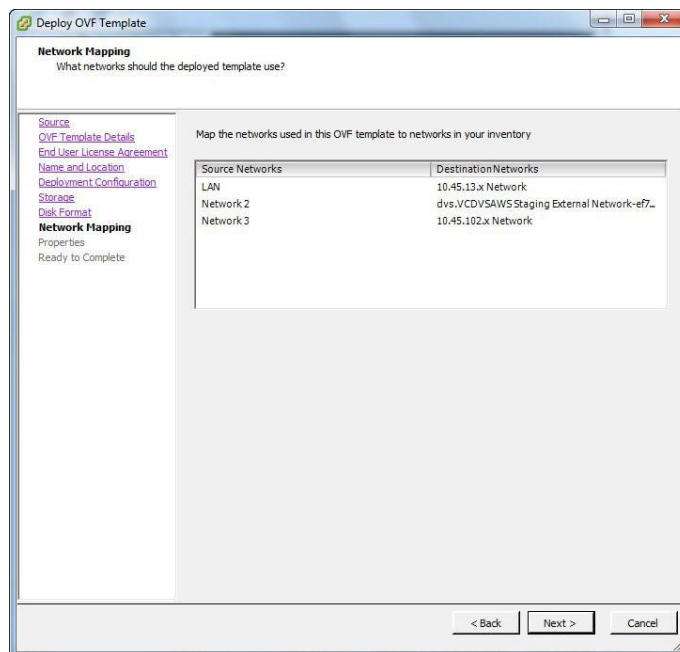 Deploy OVF Template
Network Mapping
What networks should the deployed template use?
Source
OVF Template Details
End User License Agreement
Name and Location
Deployment Configuration
Storage
Disk Format
Network Mapping
Properties
Ready to Complete
Map the networks used in this OVF template to networks in your inventory
Source Networks DestinationNetworks
LAN 10.45.13.x Network
Network 2 dvs.VCDVSAWS Staging External Network-ef7...
Network 3 10.45.102.x Network
< Back Next > Cancel